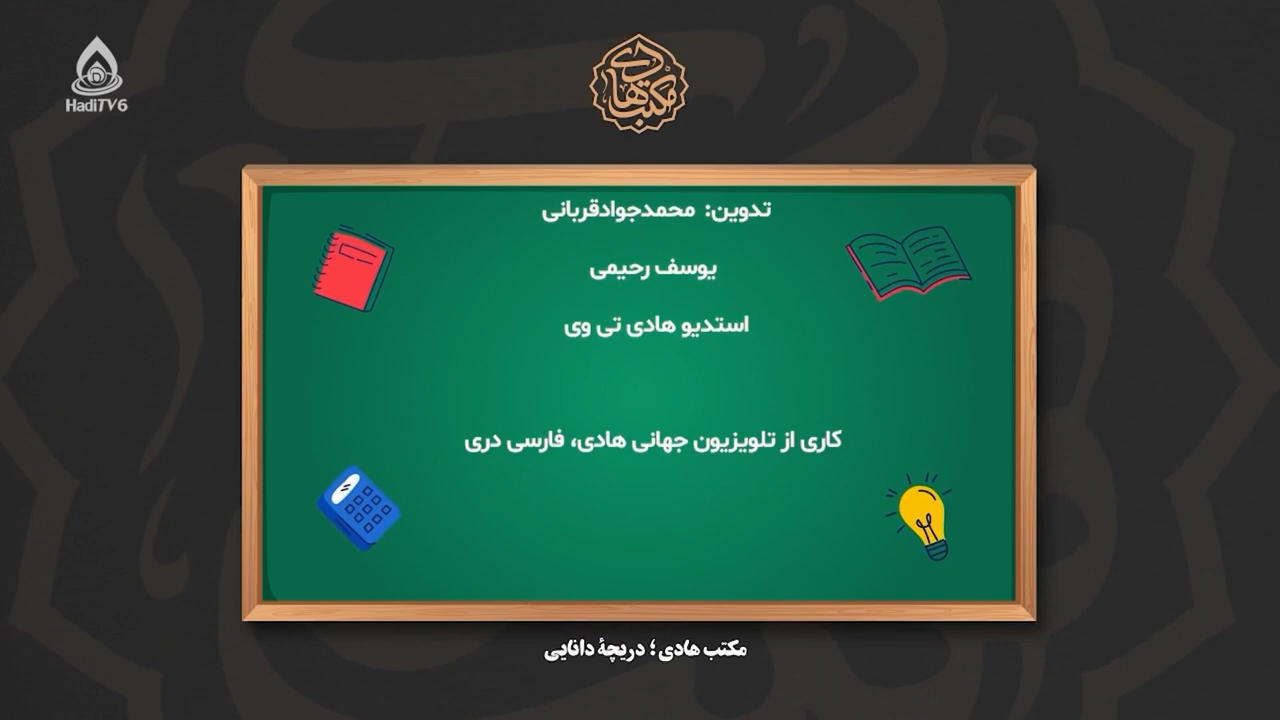 HadiTV6
مکتب هادی
تدوین: محمدجوادقربانی
یوسف رحیمی
استدیو هادی تی وی
کاری از تلویزیون جهانی هادی، فارسی دری
مکتب هادی؛ دریچهٔ دانایی